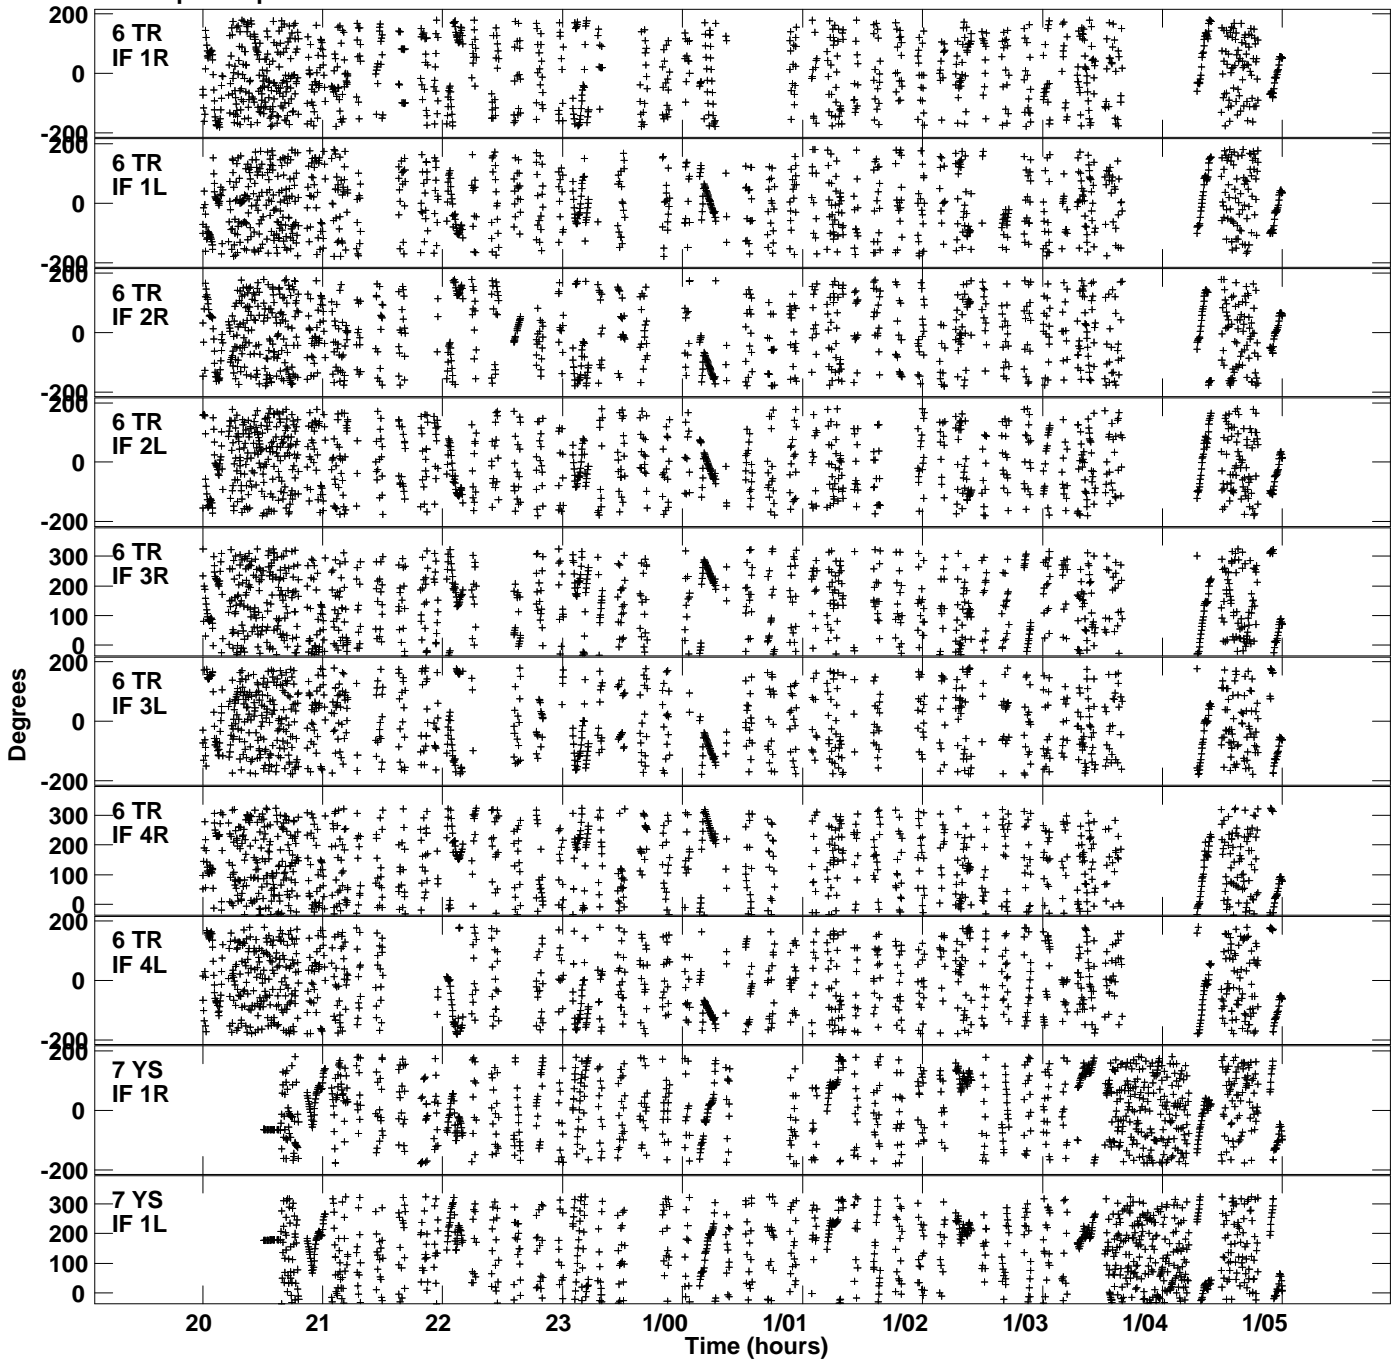 200
6 TR
IF 1R
0
-200
200
6 TR
IF 1L
0
-200
200
6 TR
IF 2R
0
-200
200
6 TR
IF 2L
0
-200
6 TR
IF 3R
300
200
100
0
200
6 TR
IF 3L
0
-200
6 TR
IF 4R
300
200
100
0
200
6 TR
IF 4L
0
-200
200
7 YS
IF 1R
0
-200
7 YS
IF 1L
300
200
100
0
Degrees
20 21 22 23 1/00 1/01 1/02 1/03 1/04 1/05
Time (hours)